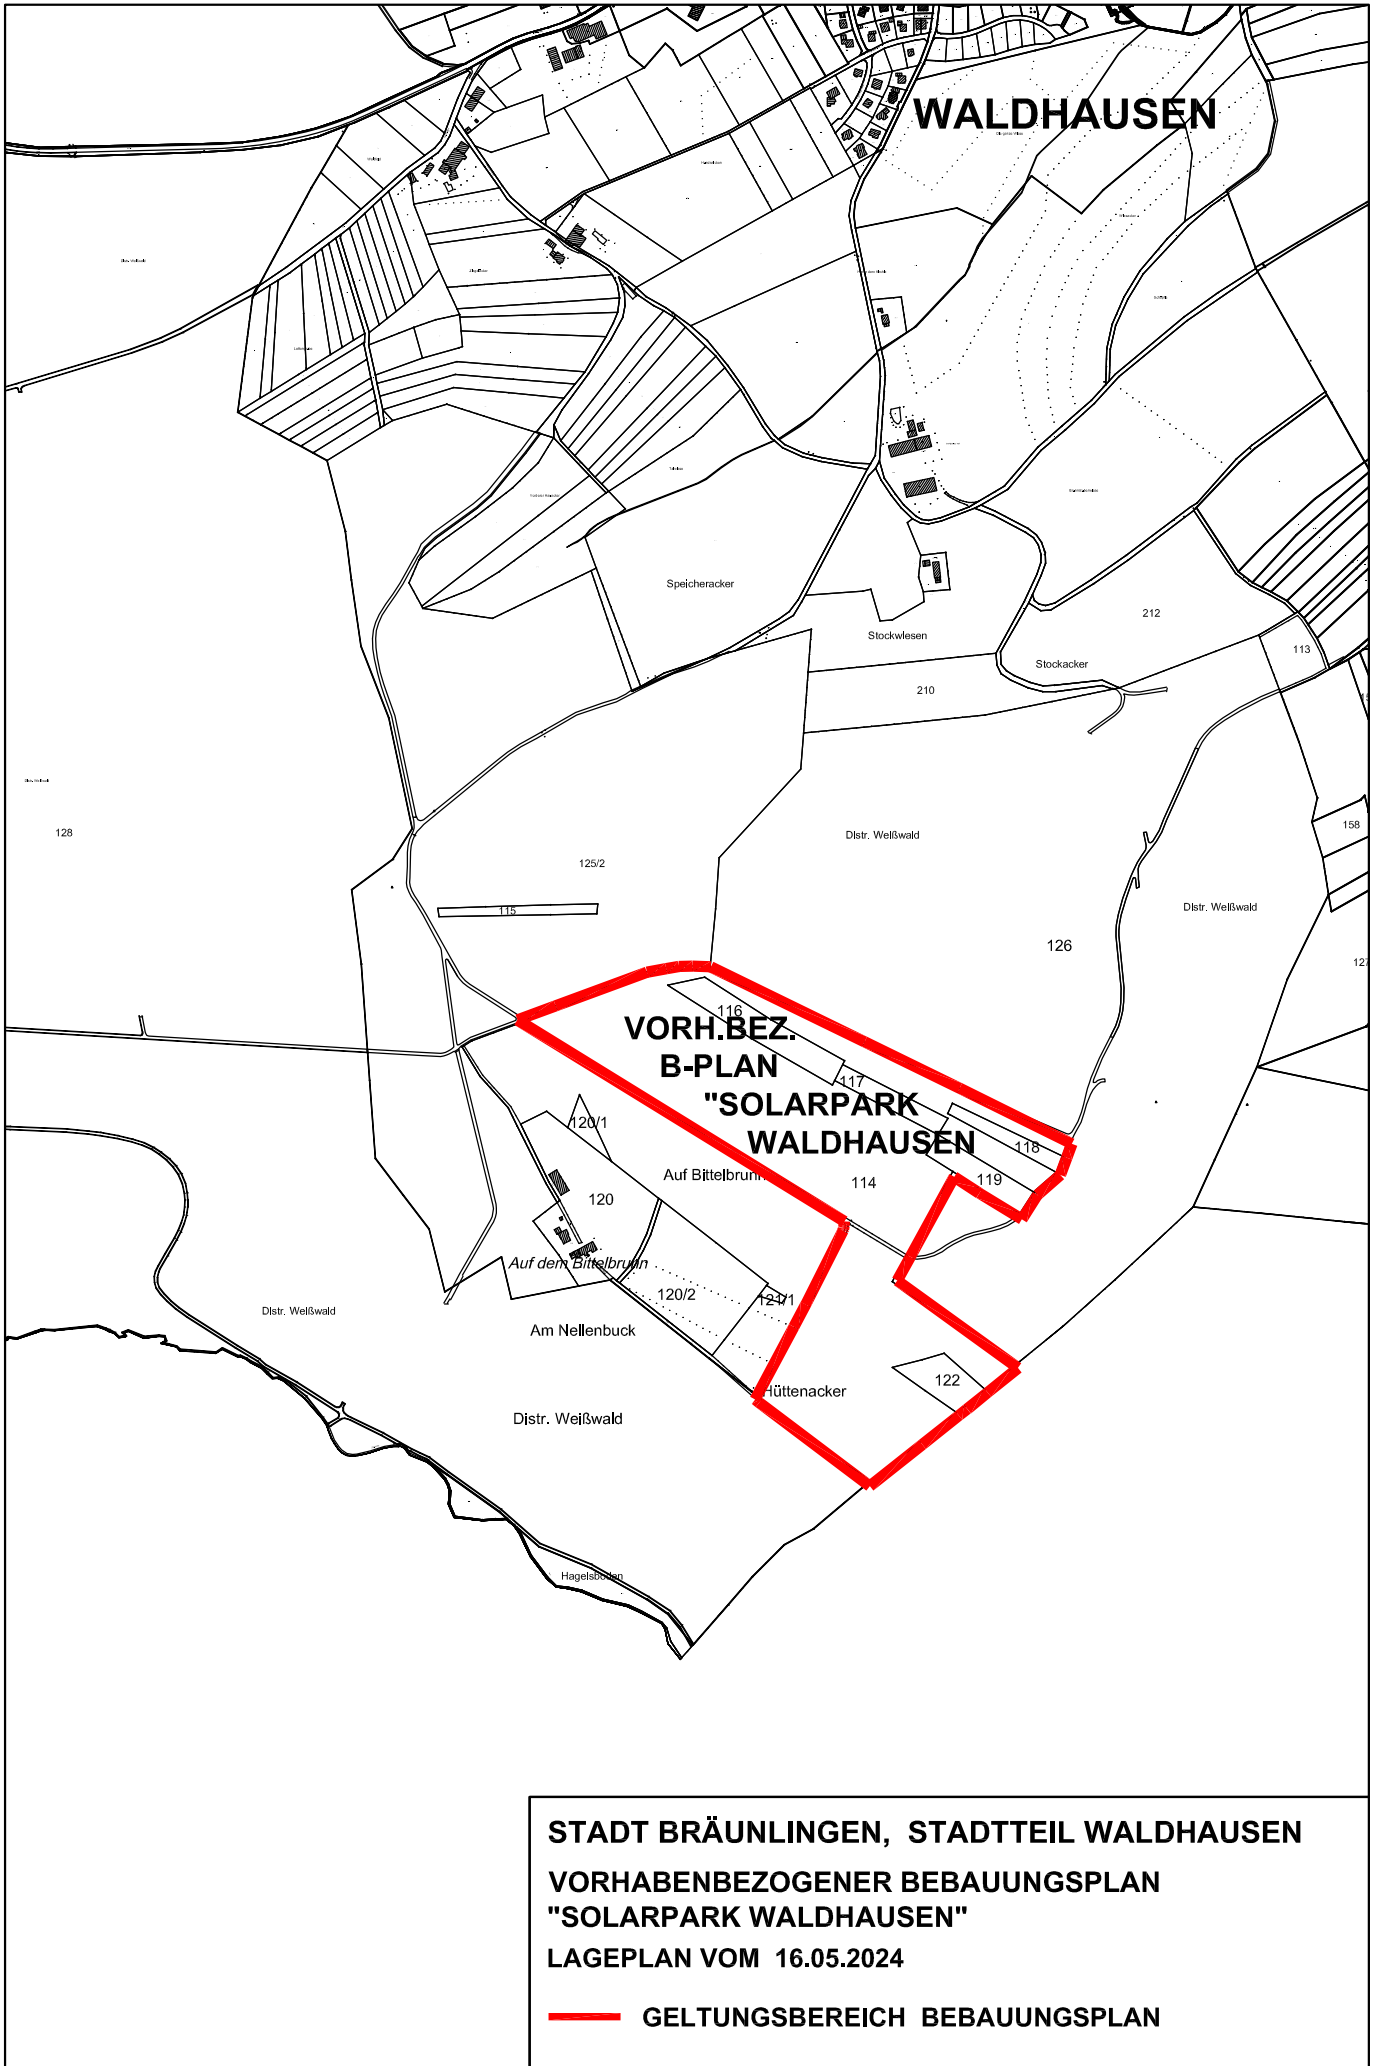 WALDHAUSEN
Speicheracker
Stockwiesen
212
113
Stockacker
210
128
Distr. Weißwald
158
125/2
115
Distr. Weißwald
126
127
116
VORH.BEZ.
B-PLAN
117
"SOLARPARK
WALDHAUSEN
120/1
118
Auf Bittelbrunn
114
119
120
Auf dem Bittelbrunn
120/2
121/1
Distr. Weißwald
Am Nellenbuck
122
Hüttenacker
Distr. Weißwald
Hagelsboden
STADT BRÄUNLINGEN, STADTTEIL WALDHAUSEN
VORHABENBEZOGENER BEBAUUNGSPLAN
"SOLARPARK WALDHAUSEN"
LAGEPLAN VOM 16.05.2024
GELTUNGSBEREICH BEBAUUNGSPLAN